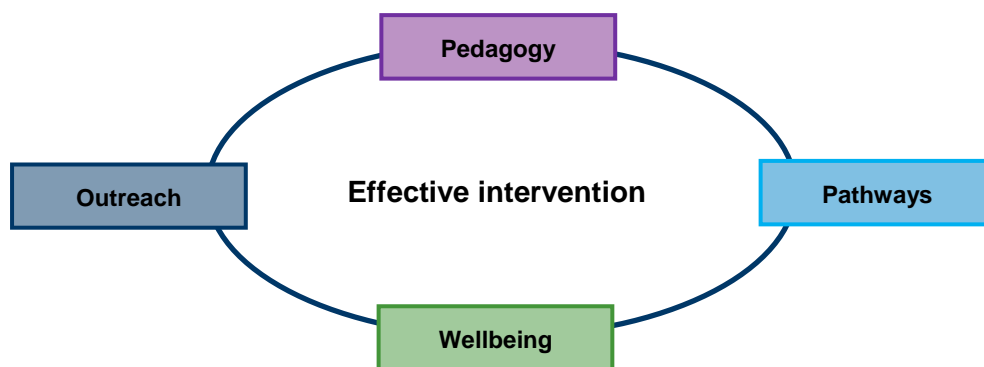 Pedagogy
Outreach
Effective intervention
Pathways
Wellbeing